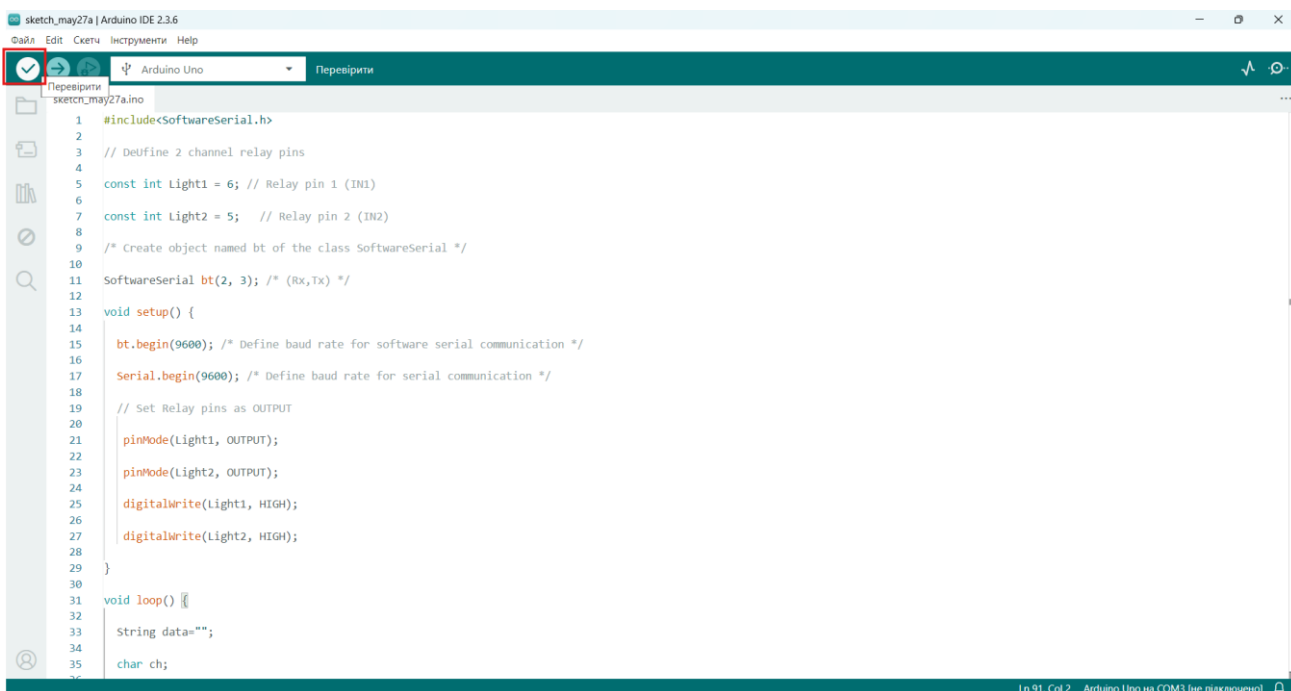 sketch_may27a | Arduino IDE 2.3.6
Файл Edit Скетч Інструменти Help
Arduino Uno
Перевірити
Перевірити
sketch_may27a.ino
1 #include<SoftwareSerial.h>
2
3 // DeUfine 2 channel relay pins
4
5 const int Light1 = 6; // Relay pin 1 (IN1)
6
7 const int Light2 = 5; // Relay pin 2 (IN2)
8
9 /* Create object named bt of the class SoftwareSerial */
10
11 SoftwareSerial bt(2, 3); /* (Rx,Tx) */
12
13 void setup() {
14
15 bt.begin(9600); /* Define baud rate for software serial communication */
16
17 Serial.begin(9600); /* Define baud rate for serial communication */
18
19 // Set Relay pins as OUTPUT
20
21 pinMode(Light1, OUTPUT);
22
23 pinMode(Light2, OUTPUT);
24
25 digitalWrite(Light1, HIGH);
26
27 digitalWrite(Light2, HIGH);
28
29 }
30
31 void loop() {
32
33 String data="";
34
35 char ch;
36
Ln 91, Col 2 Arduino Uno на COM3 [не підключено]